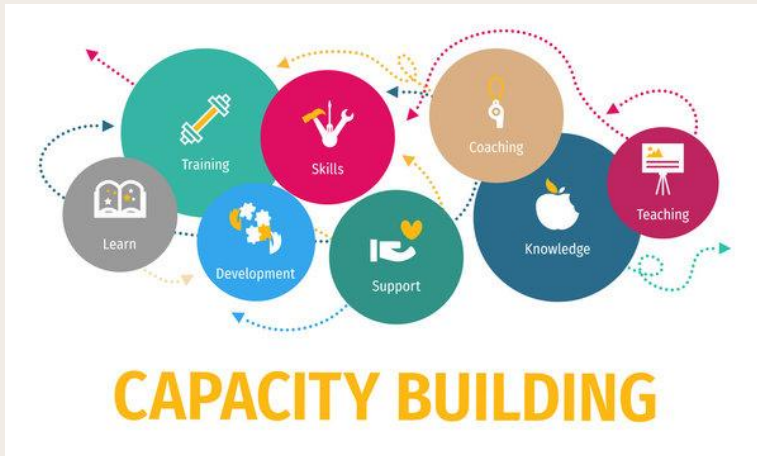 Training
Skills
Coaching
Teaching
Learn
Development
Support
Knowledge
CAPACITY BUILDING